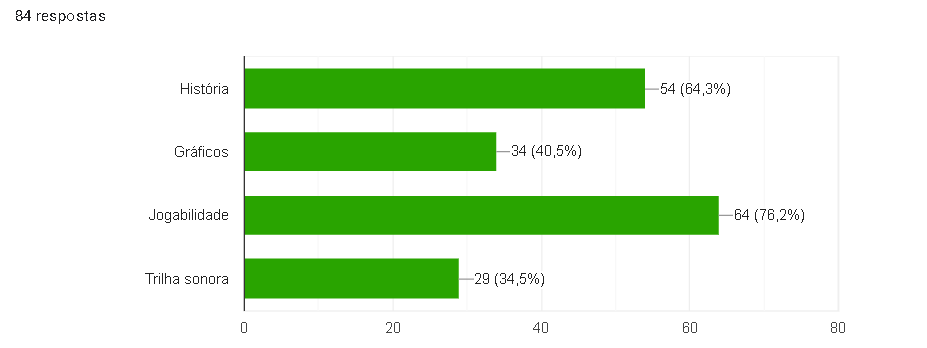 84 respostas
História
54 (64,3%)
Gráficos
34 (40,5%)
Jogabilidade
64 (76,2%)
Trilha sonora
29 (34,5%)
0 20 40 60 80